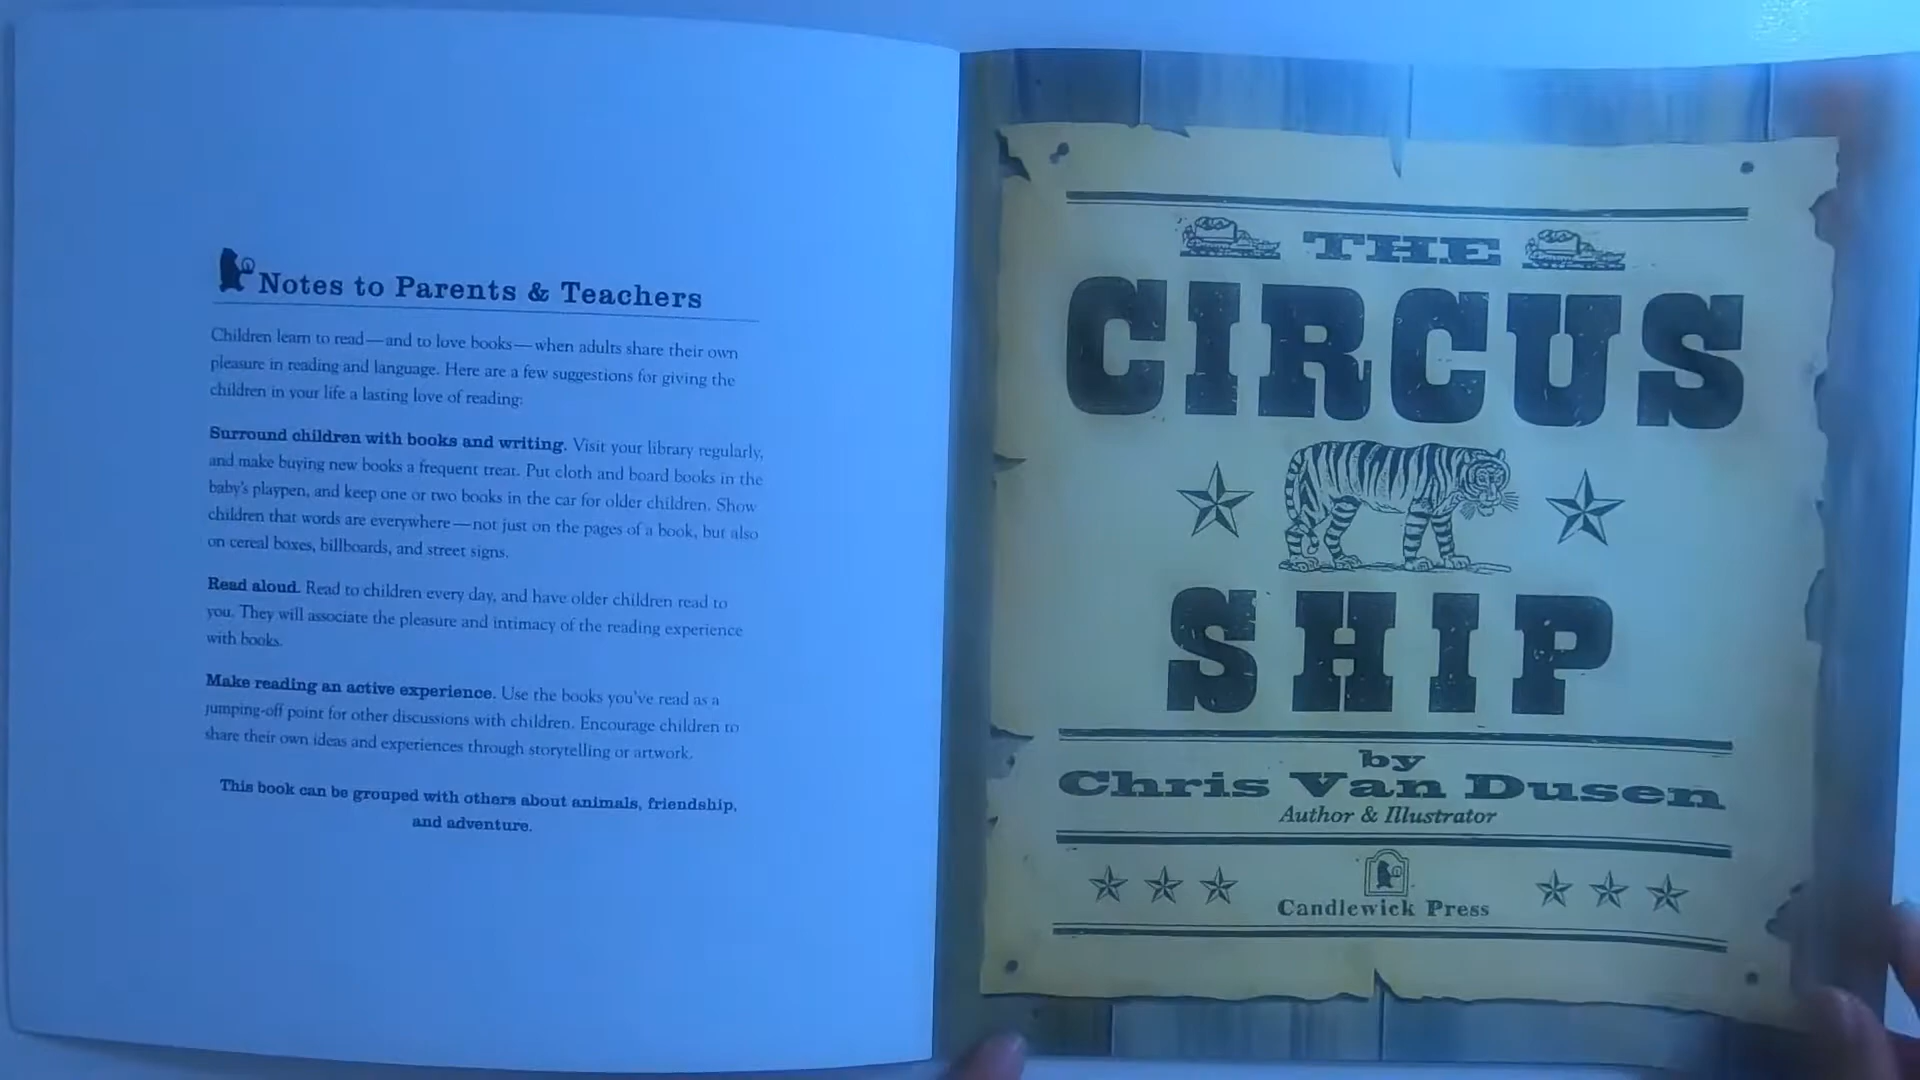 Notes to Parents & Teachers
Children learn to read—and to love books—when adults share their own
pleasure in reading and language. Here are a few suggestions for giving the
children in your life a lasting love of reading:
Surround children with books and writing. Visit your library regularly,
and make buying new books a frequent treat. Put cloth and board books in the
baby's playpen, and keep one or two books in the car for older children. Show
children that words are everywhere—not just on the pages of a book, but also
on cereal boxes, billboards, and street signs.
Read aloud. Read to children every day, and have older children read to
you. They will associate the pleasure and intimacy of the reading experience
with books.
Make reading an active experience. Use the books you've read as a
jumping-off point for other discussions with children. Encourage children to
share their own ideas and experiences through storytelling or artwork.
This book can be grouped with others about animals, friendship,
and adventure.
THE
CIRCUS
SHIP
by
Chris Van Dusen
Author & Illustrator
Candlewick Press